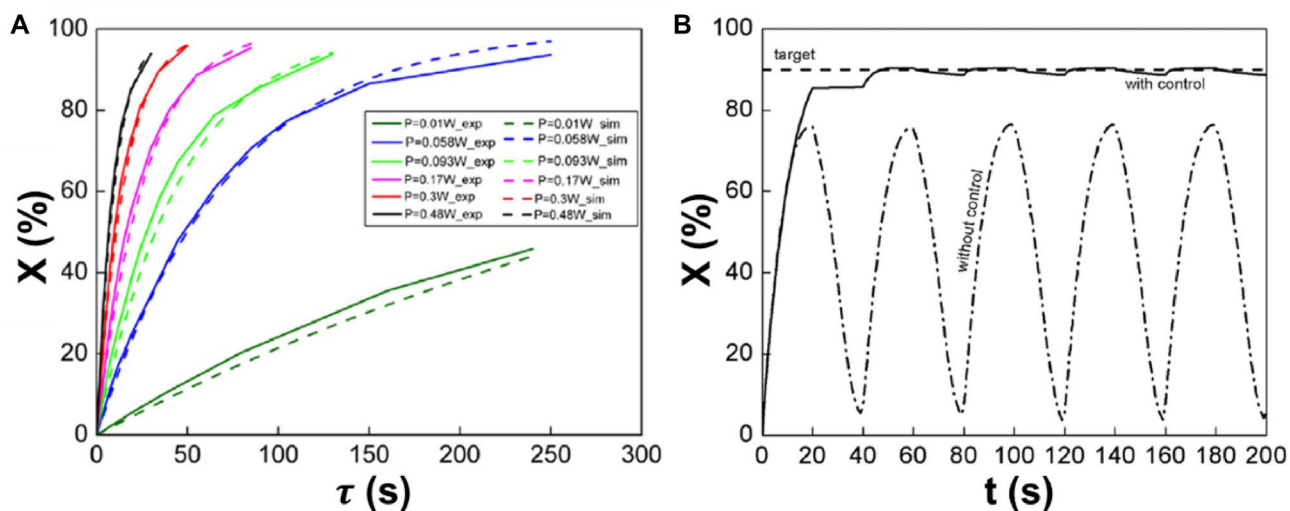 A
100
80
60
40
20
0
X (%)
P=0.01W_exp P=0.01W_sim
P=0.058W_exp P=0.058W_sim
P=0.093W_exp P=0.093W_sim
P=0.17W_exp P=0.17W_sim
P=0.3W_exp P=0.3W_sim
P=0.48W_exp P=0.48W_sim
0 50 100 150 200 250 300
τ (s)
B
100
80
60
40
20
0
X (%)
target
with control
without control
0 20 40 60 80 100 120 140 160 180 200
t (s)